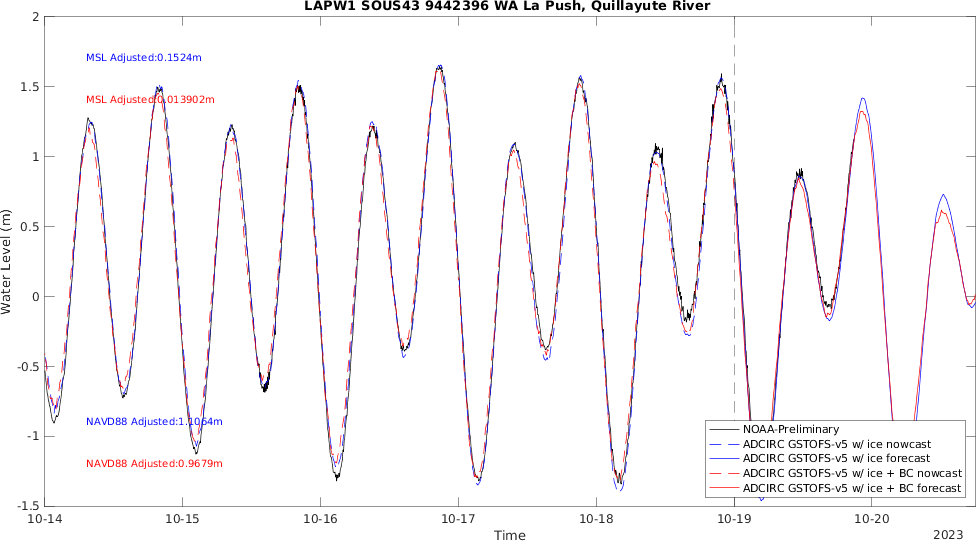 LAPW1 SOUS43 9442396 WA La Push, Quillayute River
2
1.5
1
0.5
0
-0.5
-1
-1.5
Water Level (m)
MSL Adjusted:0.1524m
MSL Adjusted:0.013902m
NAVD88 Adjusted:1.1064m
NAVD88 Adjusted:0.9679m
NOAA-Preliminary
ADCIRC GSTOFS-v5 w/ ice nowcast
ADCIRC GSTOFS-v5 w/ ice forecast
ADCIRC GSTOFS-v5 w/ ice + BC nowcast
ADCIRC GSTOFS-v5 w/ ice + BC forecast
10-14 10-15 10-16 10-17 10-18 10-19 10-20
Time
2023